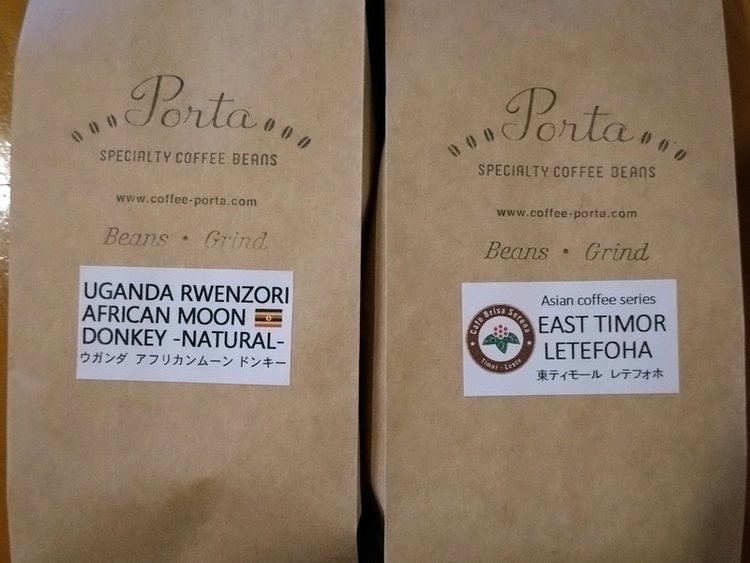 Porta
SPECIALTY COFFEE BEANS
www.coffee-porta.com
Beans • Grind
UGANDA RWENZORI
AFRICAN MOON
DONKEY -NATURAL-
ウガンダ アフリカンムーン ドンキー
Porta
SPECIALTY COFFEE BEANS
www.coffee-porta.com
Beans • Grind
Café Brisa Serena
Timor - Leste
Asian coffee series
EAST TIMOR
LETEFOHA
東ティモール レテフォホ